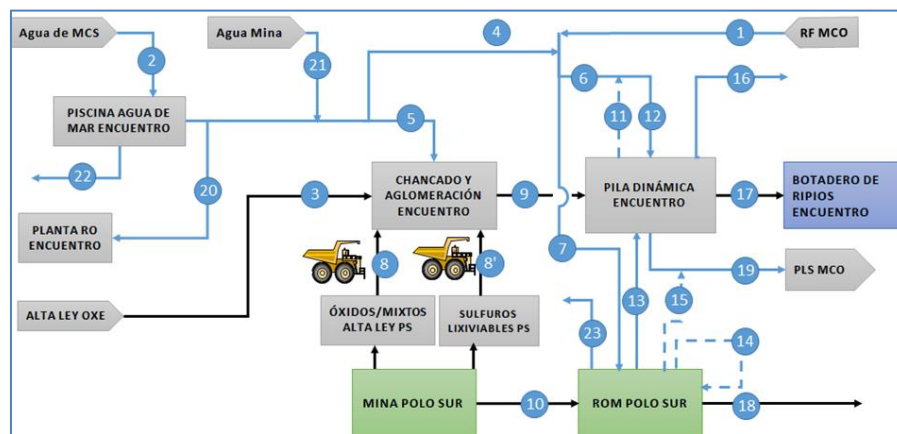 Agua de MCS
Agua Mina
4
1
RF MCO
2
21
6
16
PISCINA AGUA DE
MAR ENCUENTRO
5
11
12
22
20
CHANCADO Y
AGLOMERACIÓN
ENCUENTRO
3
9
PILA DINÁMICA
ENCUENTRO
17
BOTADERO DE
RIPIOS
ENCUENTRO
PLANTA RO
ENCUENTRO
7
8
8'
13
15
19
PLS MCO
ALTA LEY OXE
ÓXIDOS/MIXTOS
ALTA LEY PS
SULFUROS
LIXIVIABLES PS
23
14
MINA POLO SUR
10
ROM POLO SUR
18